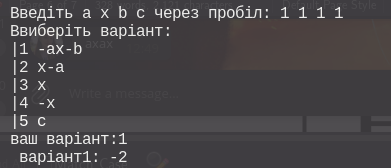 Введіть a x b c через пробіл: 1 1 1 1
Ввиберіть варіант:
|1 -ax-b
|2 x-a
|3 x
|4 -x
|5 c
ваш варіант:1
 варіант1: -2